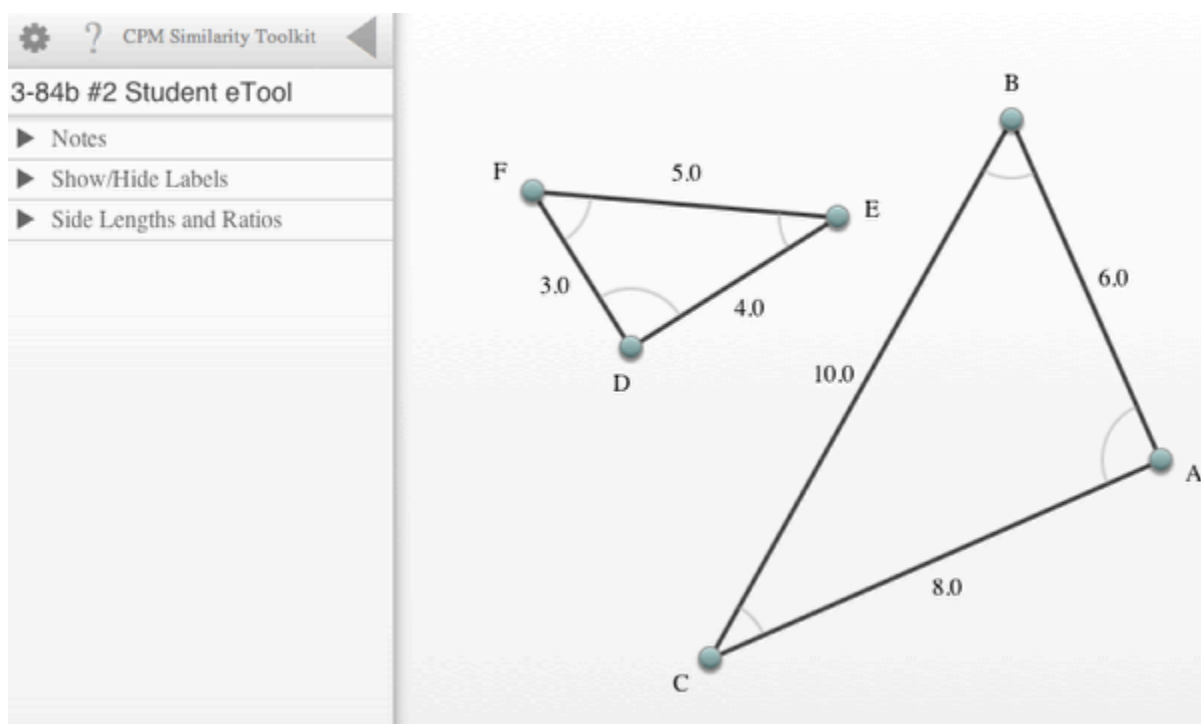 ? CPM Similarity Toolkit
3-84b #2 Student eTool
Notes
Show/Hide Labels
Side Lengths and Ratios
B
F
5.0
E
6.0
3.0
4.0
D
10.0
A
8.0
C